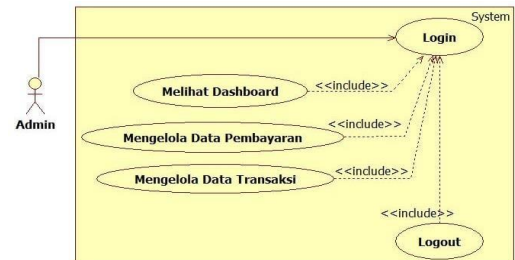 System
Login
Melihat Dashboard
<<include>>
Admin
Mengelola Data Pembayaran
<<include>>
Mengelola Data Transaksi
<<include>>
<<include>>
Logout